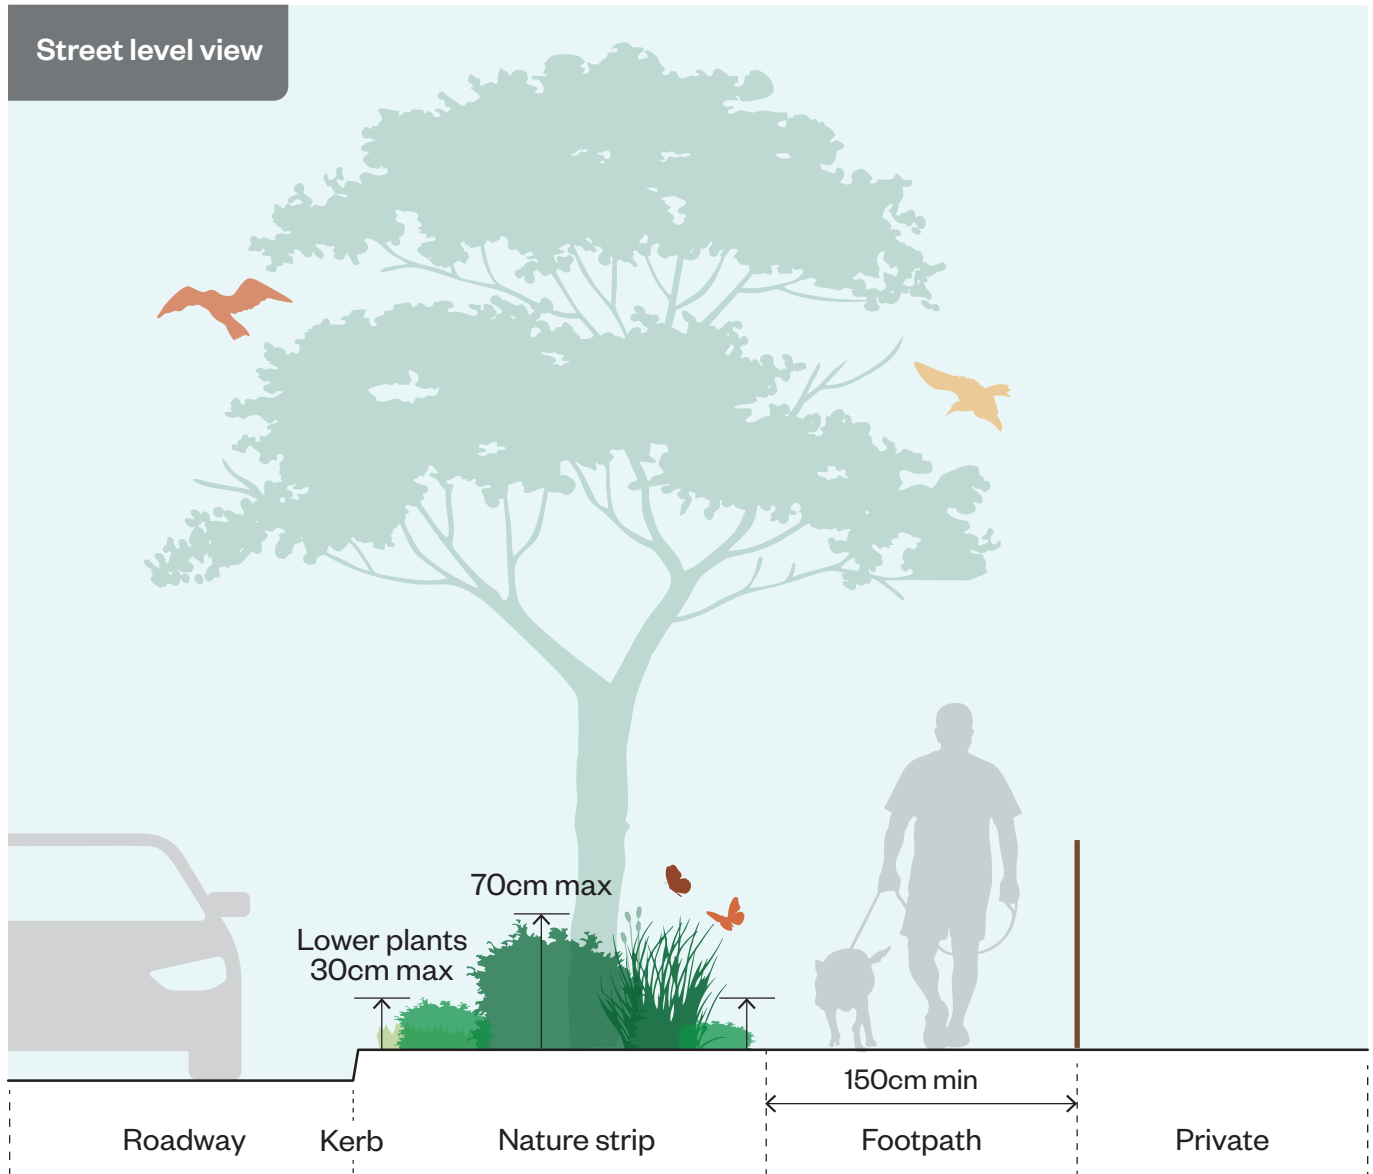 Street level view
70cm max
Lower plants
30cm max
150cm min
Roadway
Kerb
Nature strip
Footpath
Private